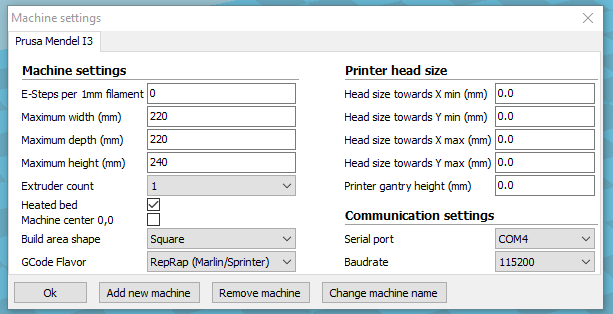 Machine settings
Prusa Mendel I3
Machine settings
E-Steps per 1mm filament 0
Maximum width (mm) 220
Maximum depth (mm) 220
Maximum height (mm) 240
Extruder count 1
Heated bed
Machine center 0,0
Build area shape Square
GCode Flavor RepRap (Marlin/Sprinter)
Printer head size
Head size towards X min (mm) 0.0
Head size towards Y min (mm) 0.0
Head size towards X max (mm) 0.0
Head size towards Y max (mm) 0.0
Printer gantry height (mm) 0.0
Communication settings
Serial port COM4
Baudrate 115200
Ok Add new machine Remove machine Change machine name